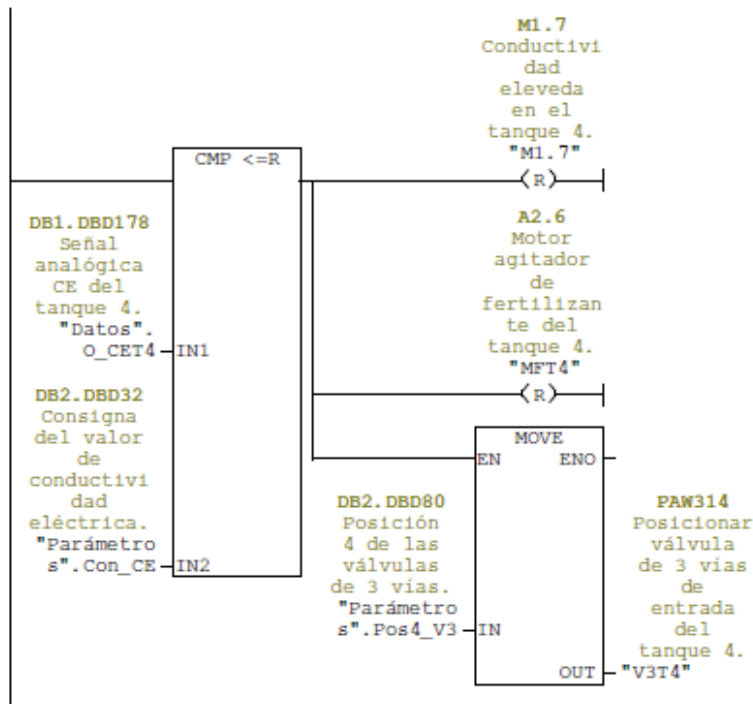 M1.7
Conductivi
dad
eleveda
en el
tanque 4.
"M1.7"
CMP <=R
(R)
DB1.DBD178
Señal
analógica
CE del
tanque 4.
"Datos".
O_CET4
IN1
A2.6
Motor
agitador
de
fertilizan
te del
tanque 4.
"MFT4"
(R)
DB2.DBD32
Consigna
del valor
de
conductivi
dad
eléctrica.
"Parámetro
s".Con_CE
IN2
MOVE
EN ENO
DB2.DBD80
Posición
4 de las
válvulas
de 3 vías.
"Parámetro
s".Pos4_V3
IN
PAW314
Posicionar
válvula
de 3 vías
de
entrada
del
tanque 4.
OUT
"V3T4"